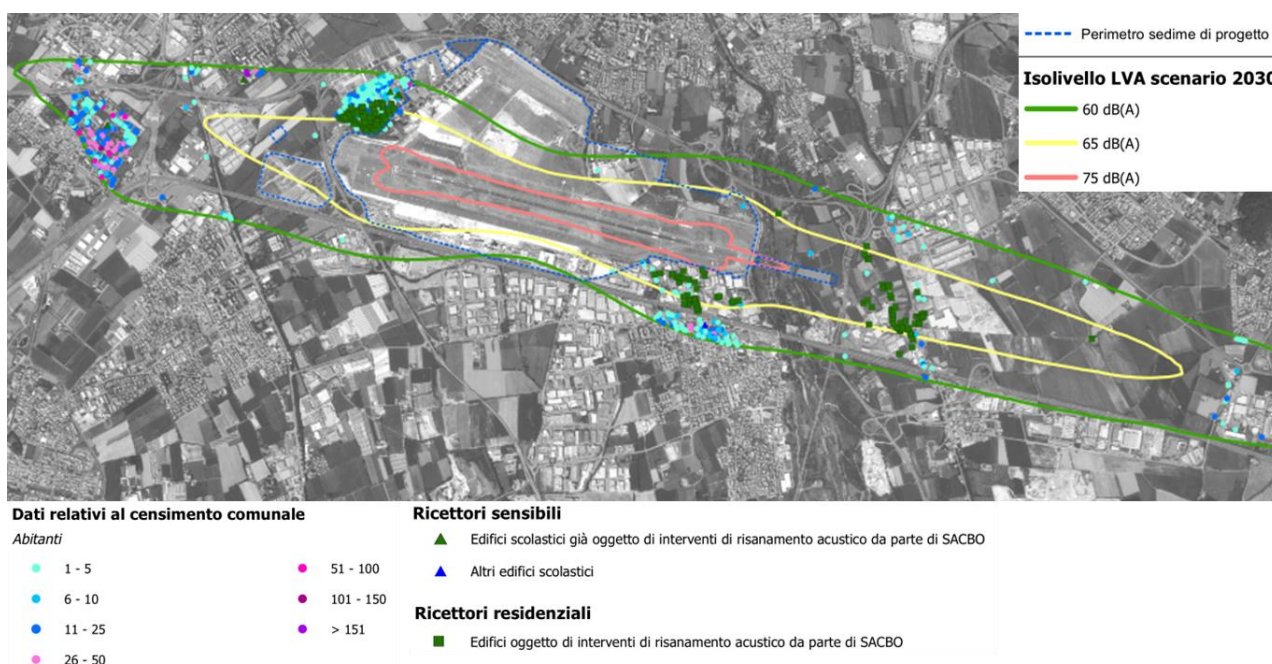 Perimetro sedime di progetto
Isolivello LVA scenario 2030
60 dB(A)
65 dB(A)
75 dB(A)
Dati relativi al censimento comunale
Abitanti
1 - 5
6 - 10
11 - 25
26 - 50
51 - 100
101 - 150
> 151
Ricettori sensibili
Edifici scolastici già oggetto di interventi di risanamento acustico da parte di SACBO
Altri edifici scolastici
Ricettori residenziali
Edifici oggetto di interventi di risanamento acustico da parte di SACBO